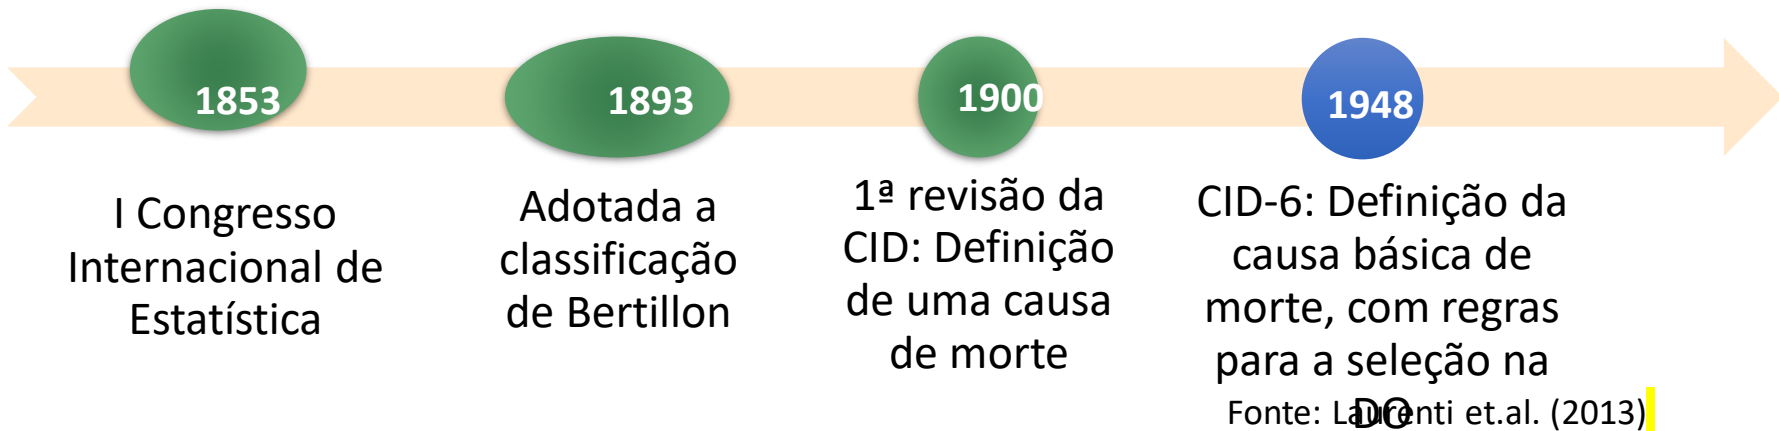 1853
1893
1900
1948
I Congresso
Internacional de
Estatística
Adotada a
classificação
de Bertillon
1ª revisão da
CID: Definição
de uma causa
de morte
CID-6: Definição da
causa básica de
morte, com regras
para a seleção na
DO
Fonte: Laurenti et.al. (2013)